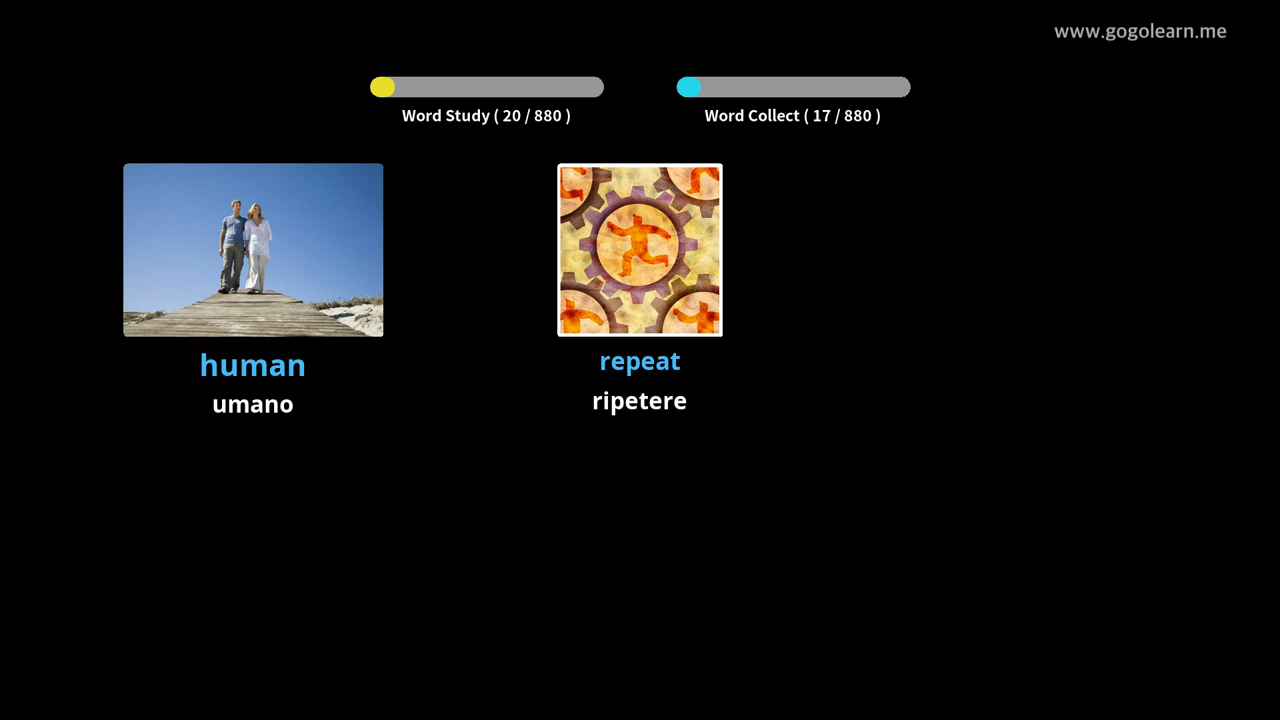 www.gogolearn.me
Word Study ( 20 / 880 )
Word Collect ( 17 / 880 )
human
umano
repeat
ripetere